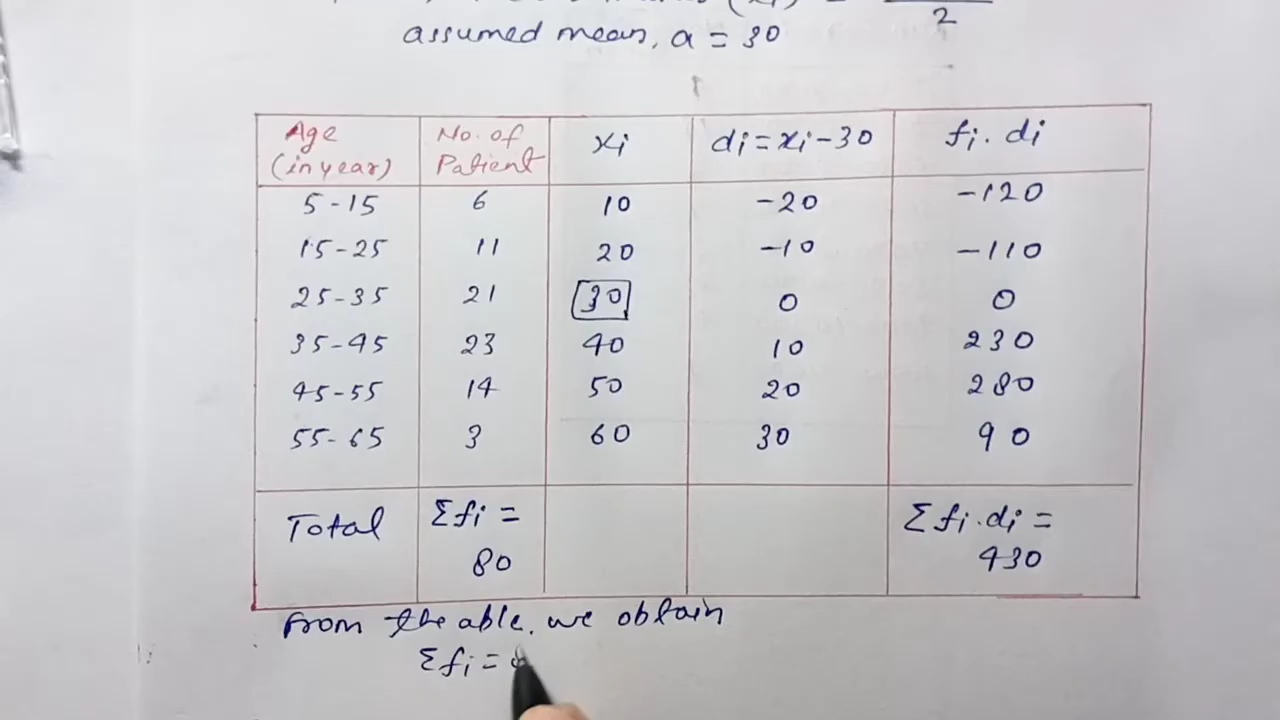 2
assumed mean, a = 30
Age (in year) No. of Patient xi di = xi - 30 fi . di
5-15 6 10 -20 -120
15-25 11 20 -10 -110
25-35 21 30 0 0
35-45 23 40 10 230
45-55 14 50 20 280
55-65 3 60 30 90
Total Σfi = 80 Σfi.di = 430
From the able, we obtain
Σfi =